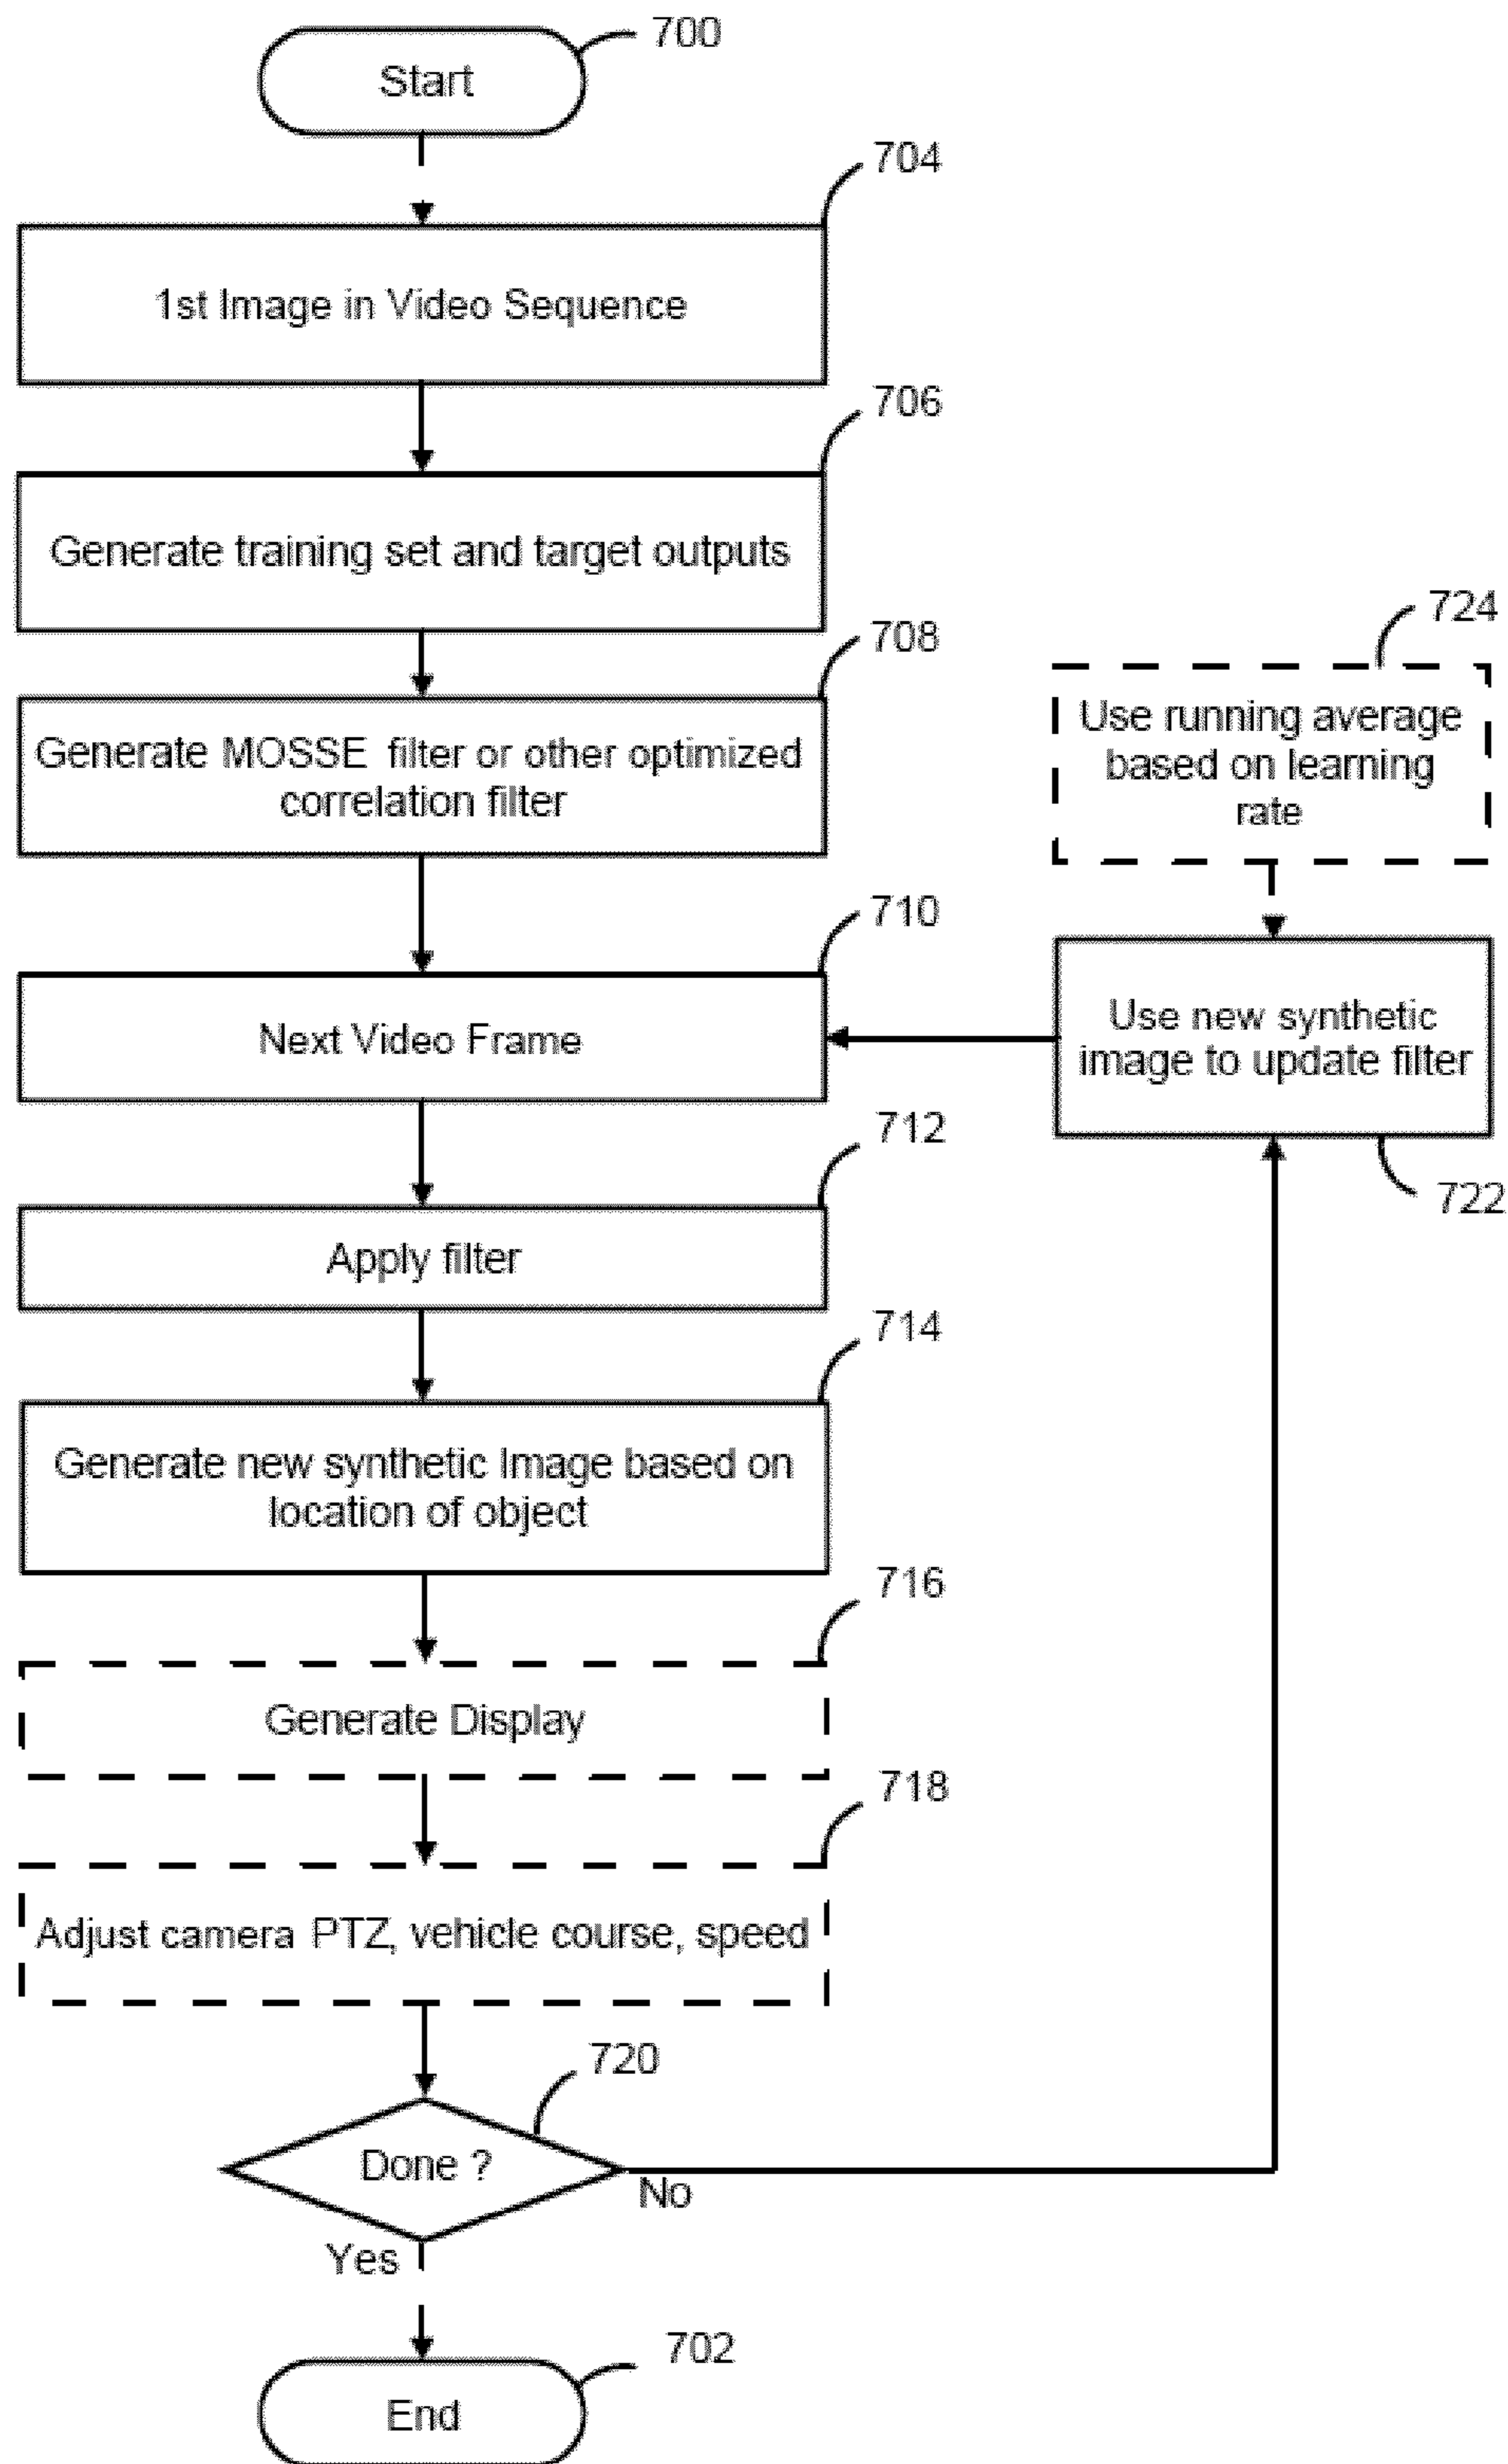 700
Start
704
1st Image in Video Sequence
706
Generate training set and target outputs
708
Generate MOSSE filter or other optimized
correlation filter
724
Use running average
based on learning
rate
710
Next Video Frame
Use new synthetic
image to update filter
722
712
Apply filter
714
Generate new synthetic Image based on
location of object
716
Generate Display
718
Adjust camera PTZ, vehicle course, speed
720
Done ?
No
Yes
702
End